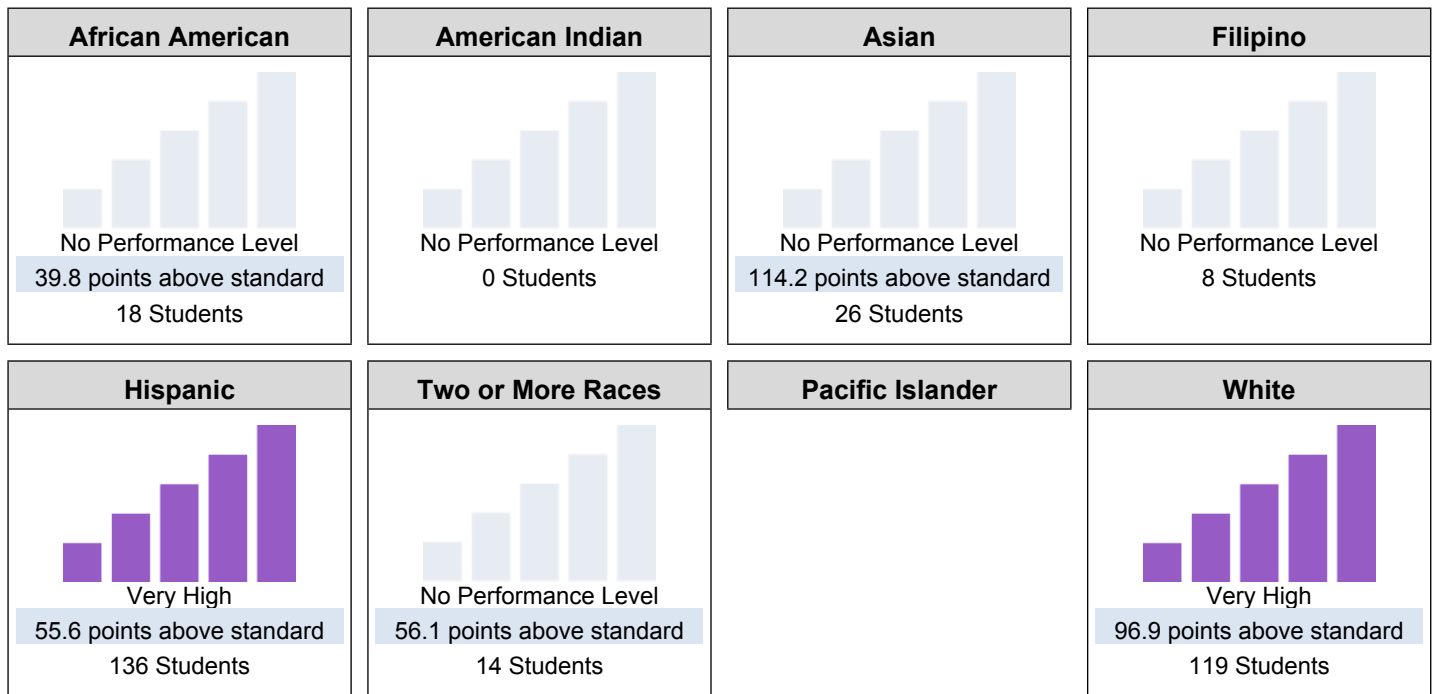 African American
No Performance Level
39.8 points above standard
18 Students
American Indian
No Performance Level
0 Students
Asian
No Performance Level
114.2 points above standard
26 Students
Filipino
No Performance Level
8 Students
Hispanic
Very High
55.6 points above standard
136 Students
Two or More Races
No Performance Level
56.1 points above standard
14 Students
Pacific Islander
White
Very High
96.9 points above standard
119 Students